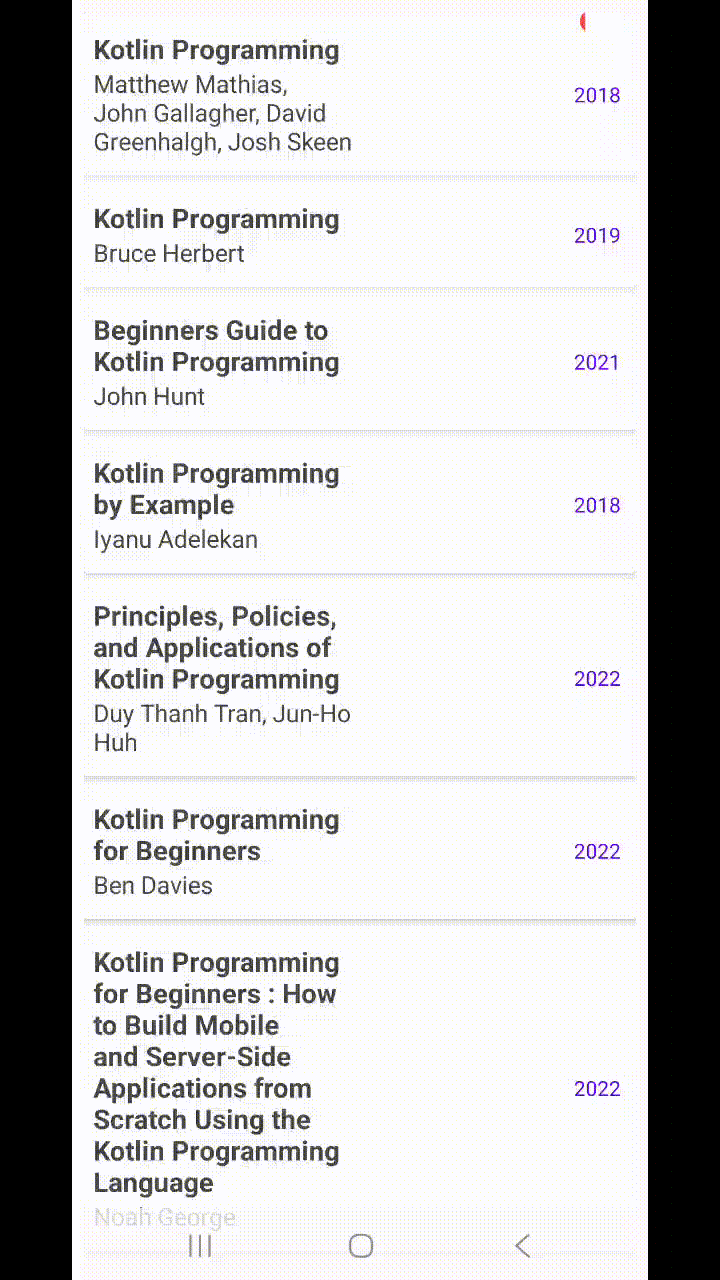 Kotlin Programming
Matthew Mathias,
John Gallagher, David
Greenhalgh, Josh Skeen
2018
Kotlin Programming
Bruce Herbert
2019
Beginners Guide to
Kotlin Programming
John Hunt
2021
Kotlin Programming
by Example
Iyanu Adelekan
2018
Principles, Policies,
and Applications of
Kotlin Programming
Duy Thanh Tran, Jun-Ho
Huh
2022
Kotlin Programming
for Beginners
Ben Davies
2022
Kotlin Programming
for Beginners : How
to Build Mobile
and Server-Side
Applications from
Scratch Using the
Kotlin Programming
Language
Noah George
2022